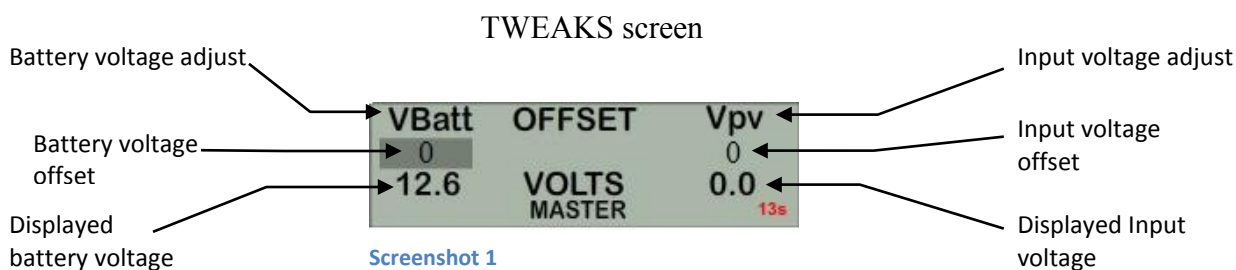 TWEAKS screen
Battery voltage adjust
Input voltage adjust
VBatt OFFSET Vpv
Battery voltage
offset
0 0
Input voltage
offset
12.6 VOLTS 0.0
MASTER 13s
Displayed
battery voltage
Displayed Input
voltage
Screenshot 1